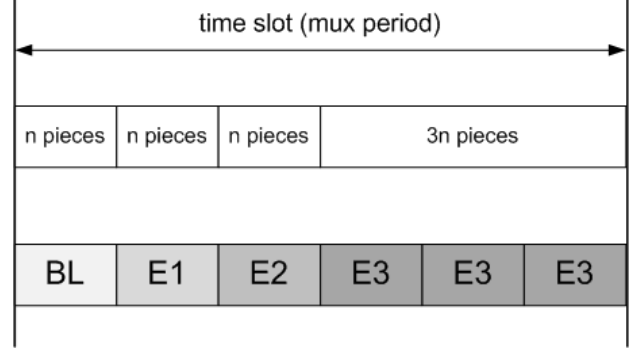 time slot (mux period)
n pieces n pieces n pieces 3n pieces
BL E1 E2 E3 E3 E3